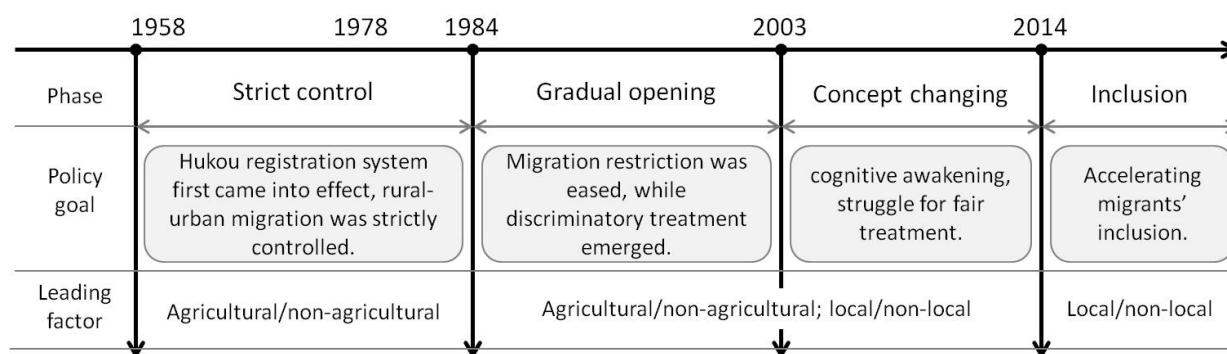 1958 1978 1984 2003 2014
Phase Strict control Gradual opening Concept changing Inclusion
Policy
goal
Hukou registration system
first came into effect, rural-
urban migration was strictly
controlled.
Migration restriction was
eased, while
discriminatory treatment
emerged.
cognitive awakening,
struggle for fair
treatment.
Accelerating
migrants’
inclusion.
Leading
factor
Agricultural/non-agricultural
Agricultural/non-agricultural; local/non-local
Local/non-local